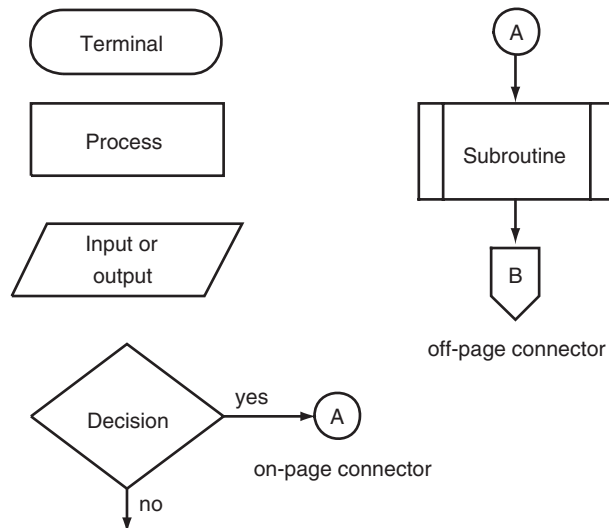 Terminal
Process
Input or
output
Decision
yes
A
on-page connector
no
A
Subroutine
B
off-page connector